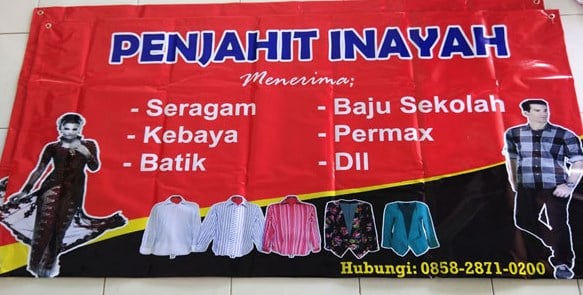 PENJAHIT INAYAH
Menerima;
- Seragam
- Kebaya
- Batik
- Baju Sekolah
- Permax
- Dll
Hubungi: 0858-2871-0200